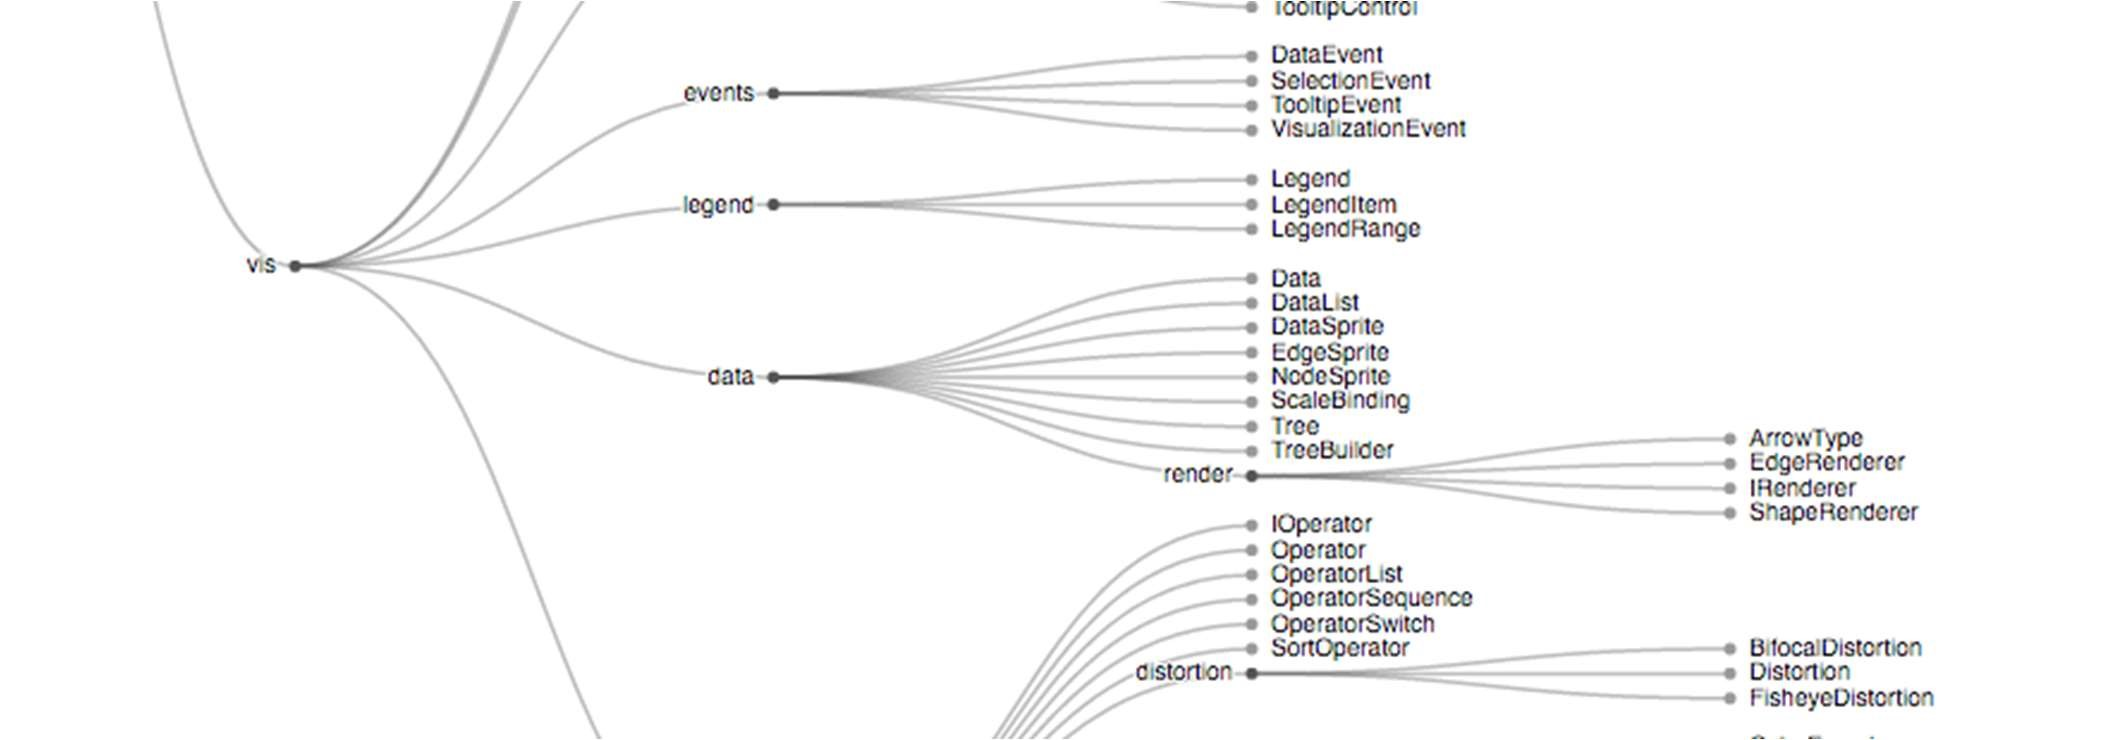 TooltipControl
DataEvent
SelectionEvent
events
TooltipEvent
VisualizationEvent
Legend
legend
LegendItem
LegendRange
vis
Data
DataList
DataSprite
EdgeSprite
data
NodeSprite
ScaleBinding
Tree
TreeBuilder
render
ArrowType
EdgeRenderer
IRenderer
ShapeRenderer
IOperator
Operator
OperatorList
OperatorSequence
OperatorSwitch
SortOperator
distortion
BifocalDistortion
Distortion
FisheyeDistortion